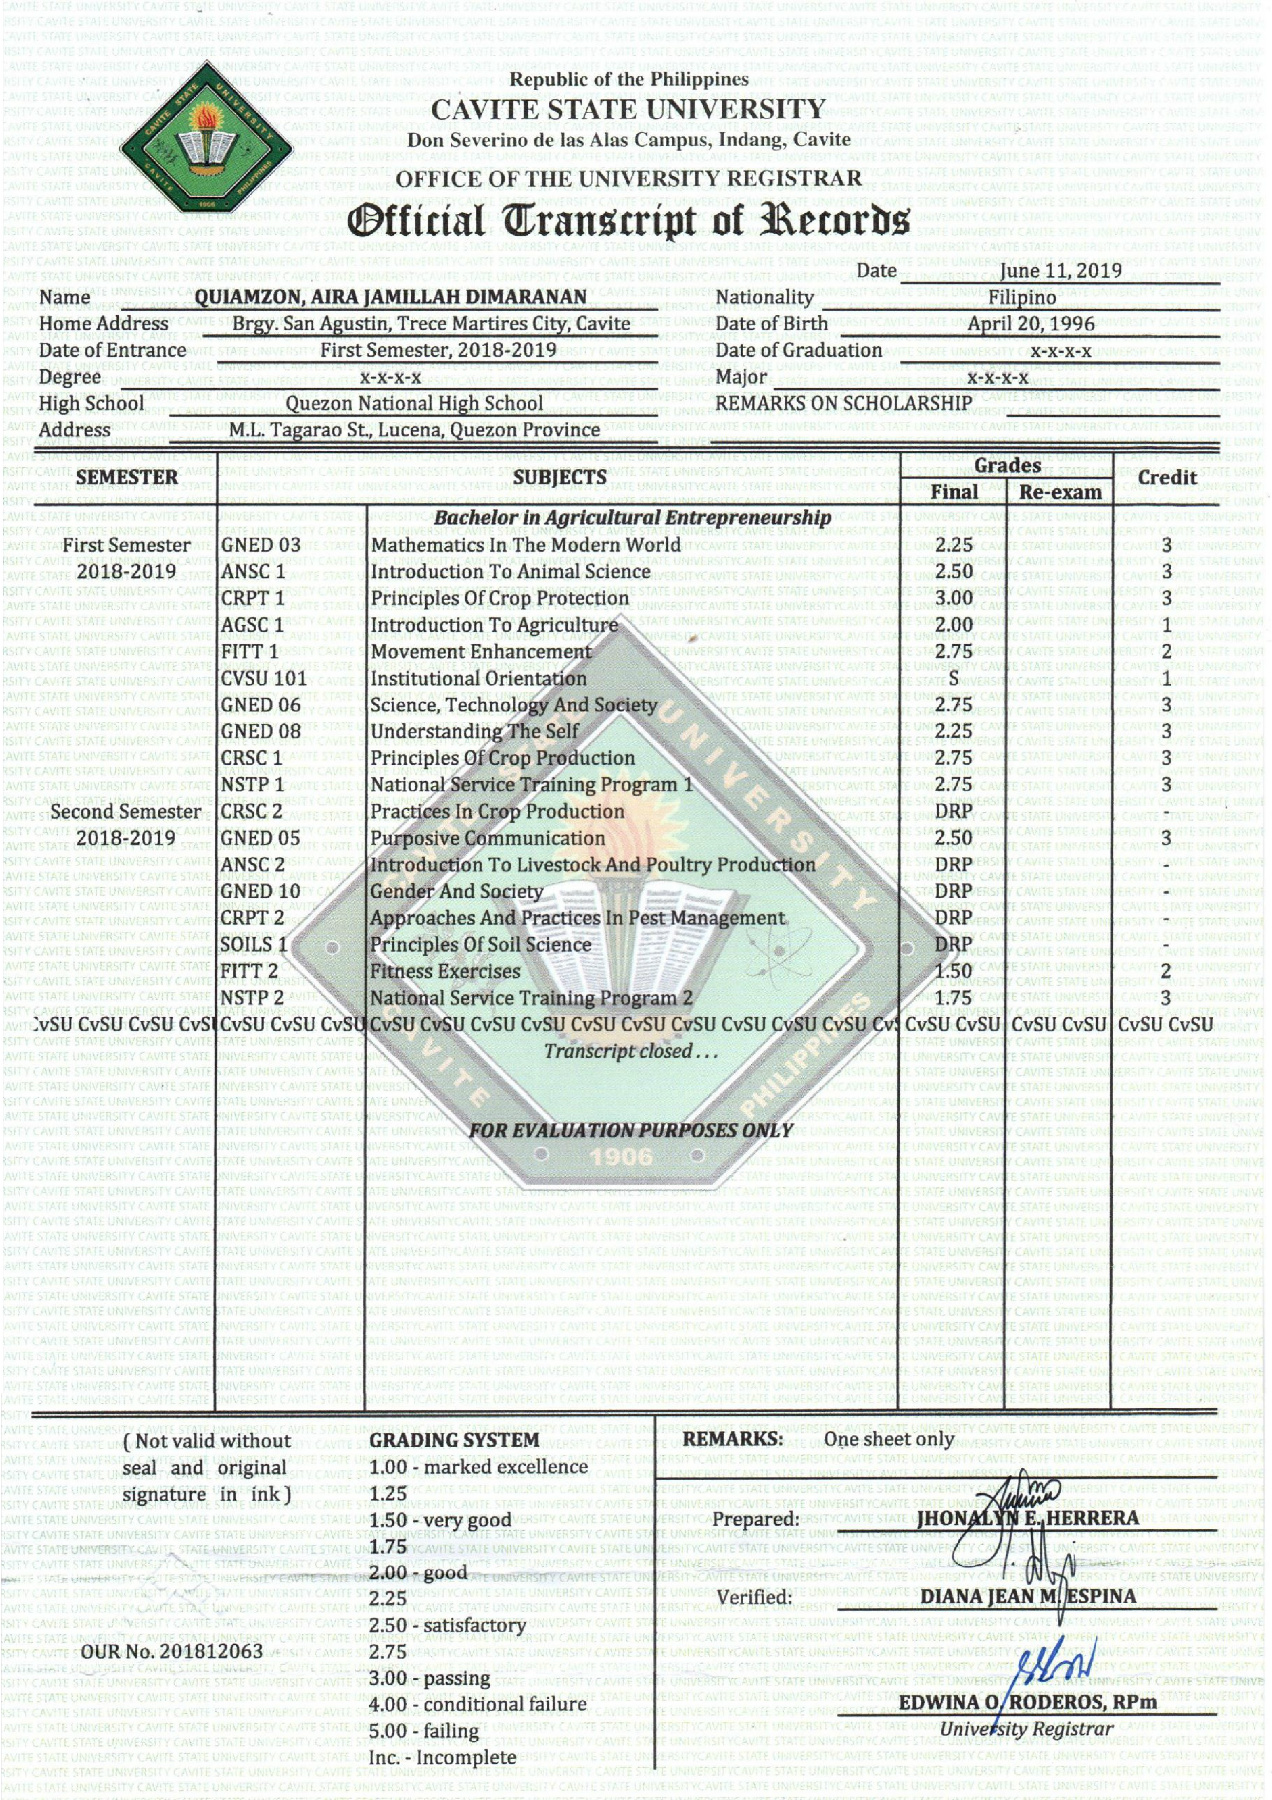 Republic of the Philippines
CAVITE STATE UNIVERSITY
Don Severino de las Alas Campus, Indang, Cavite
OFFICE OF THE UNIVERSITY REGISTRAR
Official Transcript of Records
CAVITE STATE UNIVERSITY
CAVITE PHILIPPINES
1906
Date June 11, 2019
Name QUIAMZON, AIRA JAMILLAH DIMARANAN Nationality Filipino
Home Address Brgy. San Agustin, Trece Martires City, Cavite Date of Birth April 20, 1996
Date of Entrance First Semester, 2018-2019 Date of Graduation x-x-x-x
Degree x-x-x-x Major x-x-x-x
High School Quezon National High School REMARKS ON SCHOLARSHIP
Address M.L. Tagarao St., Lucena, Quezon Province
SEMESTER SUBJECTS Grades Credit
Final Re-exam
Bachelor in Agricultural Entrepreneurship
First Semester GNED 03 Mathematics In The Modern World 2.25 3
2018-2019 ANSC 1 Introduction To Animal Science 2.50 3
CRPT 1 Principles Of Crop Protection 3.00 3
AGSC 1 Introduction To Agriculture 2.00 1
FITT 1 Movement Enhancement 2.75 2
CVSU 101 Institutional Orientation S 1
GNED 06 Science, Technology And Society 2.75 3
GNED 08 Understanding The Self 2.25 3
CRSC 1 Principles Of Crop Production 2.75 3
NSTP 1 National Service Training Program 1 2.75 3
Second Semester CRSC 2 Practices In Crop Production DRP -
2018-2019 GNED 05 Purposive Communication 2.50 3
ANSC 2 Introduction To Livestock And Poultry Production DRP -
GNED 10 Gender And Society DRP -
CRPT 2 Approaches And Practices In Pest Management DRP -
SOILS 1 Principles Of Soil Science DRP -
FITT 2 Fitness Exercises 1.50 2
NSTP 2 National Service Training Program 2 1.75 3
CvSU CvSU CvSU CvSU CvSU CvSU CvSU CvSU CvSU CvSU CvSU CvSU CvSU CvSU CvSU CvSU CvSU CvSU CvSU CvSU CvSU CvSU CvSU
Transcript closed . . .
FOR EVALUATION PURPOSES ONLY
CAVITE STATE UNIVERSITY
CAVITE PHILIPPINES
1906
( Not valid without
seal and original
signature in ink )
OUR No. 201812063
GRADING SYSTEM
1.00 - marked excellence
1.25
1.50 - very good
1.75
2.00 - good
2.25
2.50 - satisfactory
2.75
3.00 - passing
4.00 - conditional failure
5.00 - failing
Inc. - Incomplete
REMARKS: One sheet only
Prepared: JHONALYN E. HERRERA
Verified: DIANA JEAN M. ESPINA
EDWINA O. RODEROS, RPm
University Registrar